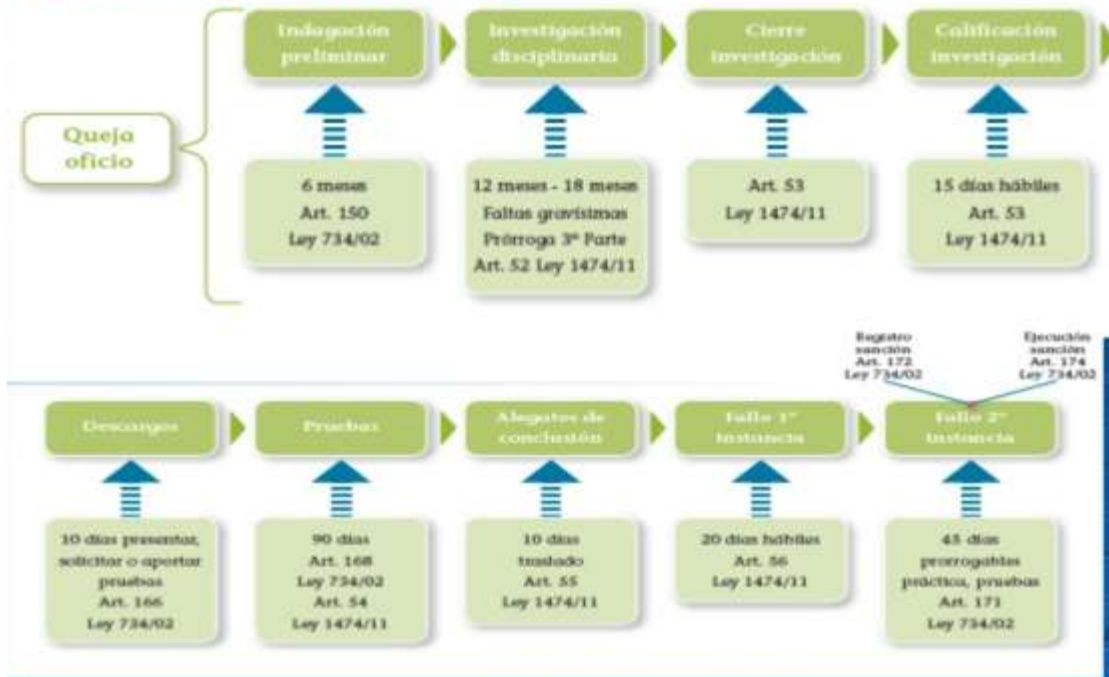 Indagación
preliminar
Investigación
disciplinaria
Cierre
investigación
Calificación
investigación
Queja
oficio
6 meses
Art. 150
Ley 734/02
12 meses - 18 meses
Faltas gravísimas
Prórroga 3ª Parte
Art. 52 Ley 1474/11
Art. 53
Ley 1474/11
15 días hábiles
Art. 53
Ley 1474/11
Registro
sanción
Art. 172
Ley 734/02
Ejecución
sanción
Art. 174
Ley 734/02
Descargos
Pruebas
Alegatos de
conclusión
Fallo 1ª
instancia
Fallo 2ª
instancia
10 días presentar,
solicitar o aportar
pruebas
Art. 166
Ley 734/02
90 días
Art. 168
Ley 734/02
Art. 54
Ley 1474/11
10 días
traslado
Art. 55
Ley 1474/11
20 días hábiles
Art. 56
Ley 1474/11
45 días
prorrogables
práctica, pruebas
Art. 171
Ley 734/02